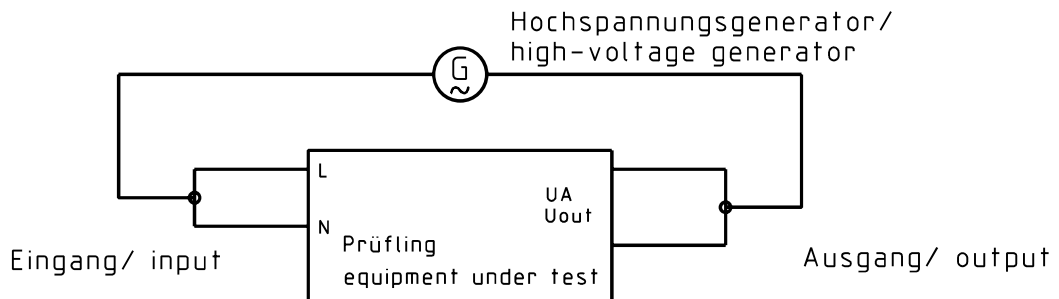 Hochspannungsgenerator/
high-voltage generator
G
~
L
UA
Uout
N
Prüfling
equipment under test
Eingang/ input
Ausgang/ output